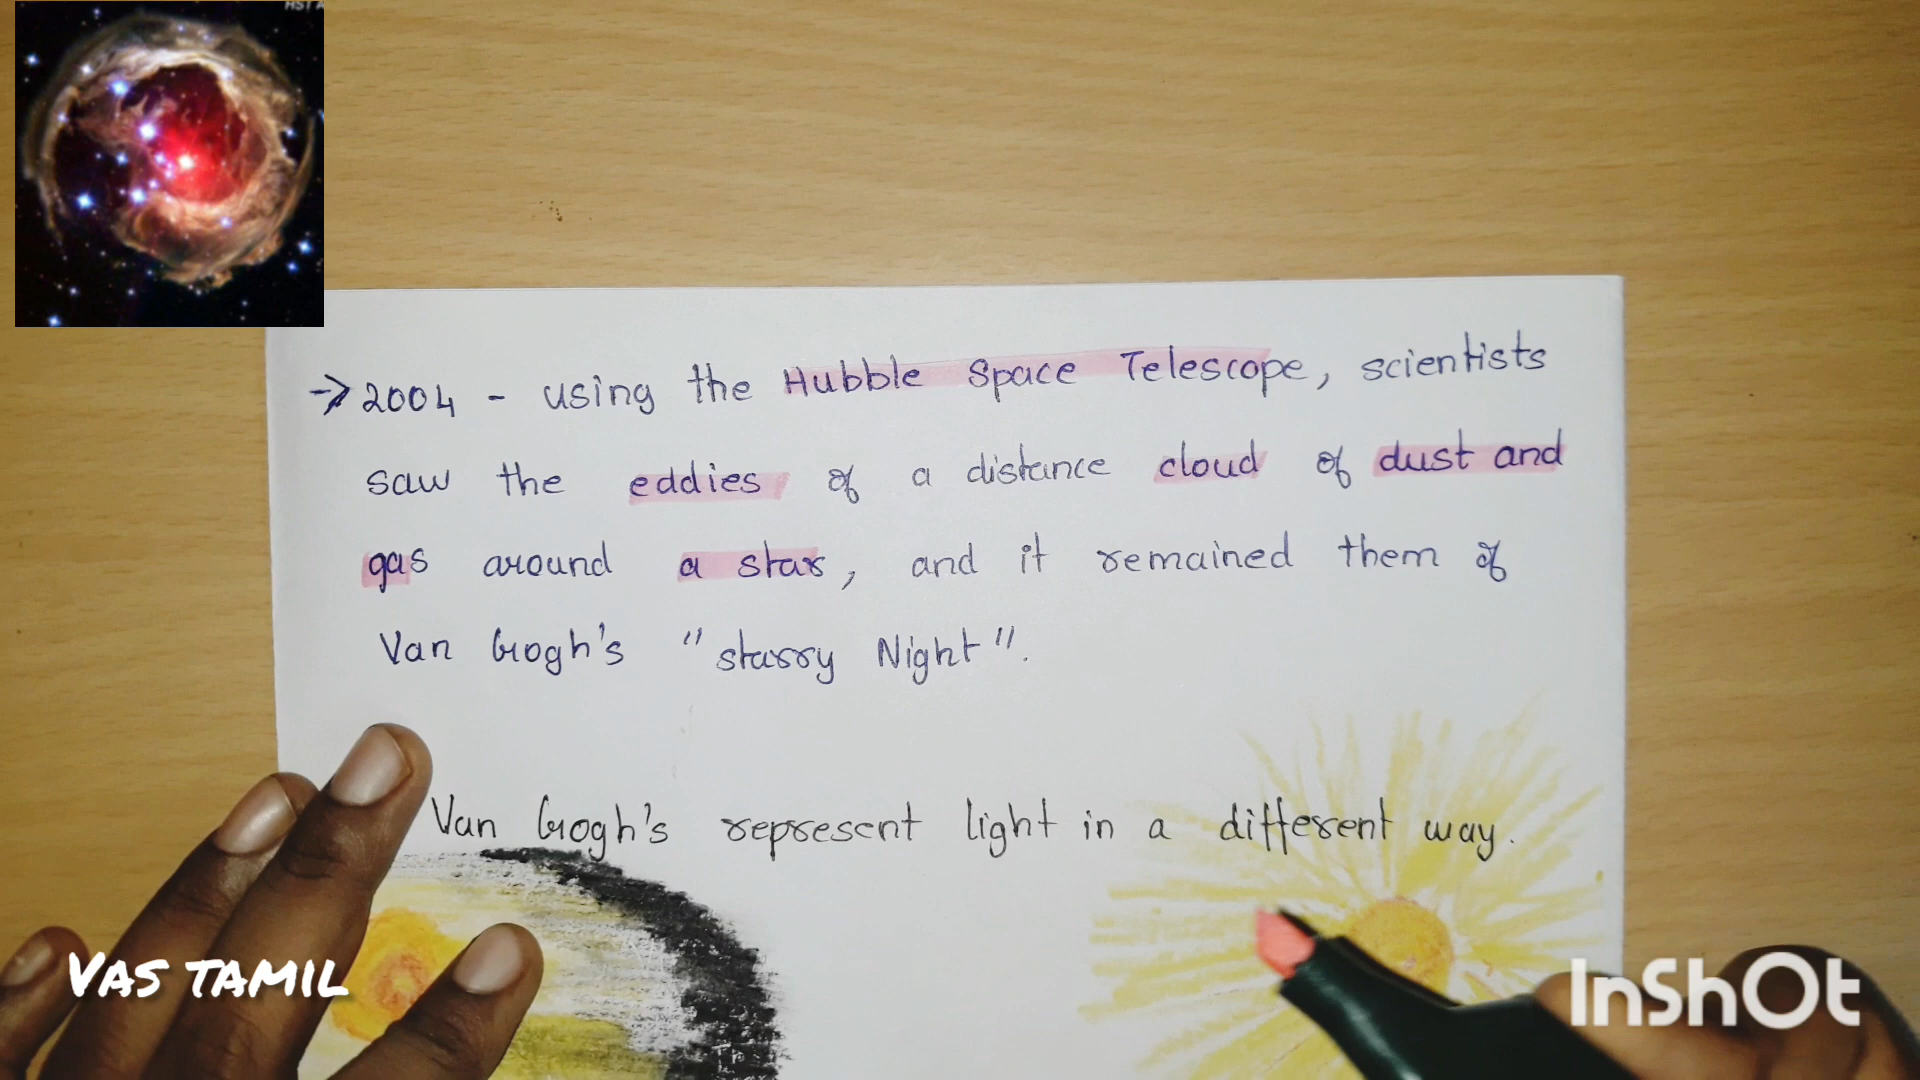 HST A
→ 2004 - using the Hubble Space Telescope, scientists
saw the eddies of a distance cloud of dust and
gas around a star, and it remained them of
Van Gogh's "starry Night".
Van Gogh's represent light in a different way.
VAS TAMIL
InShOt